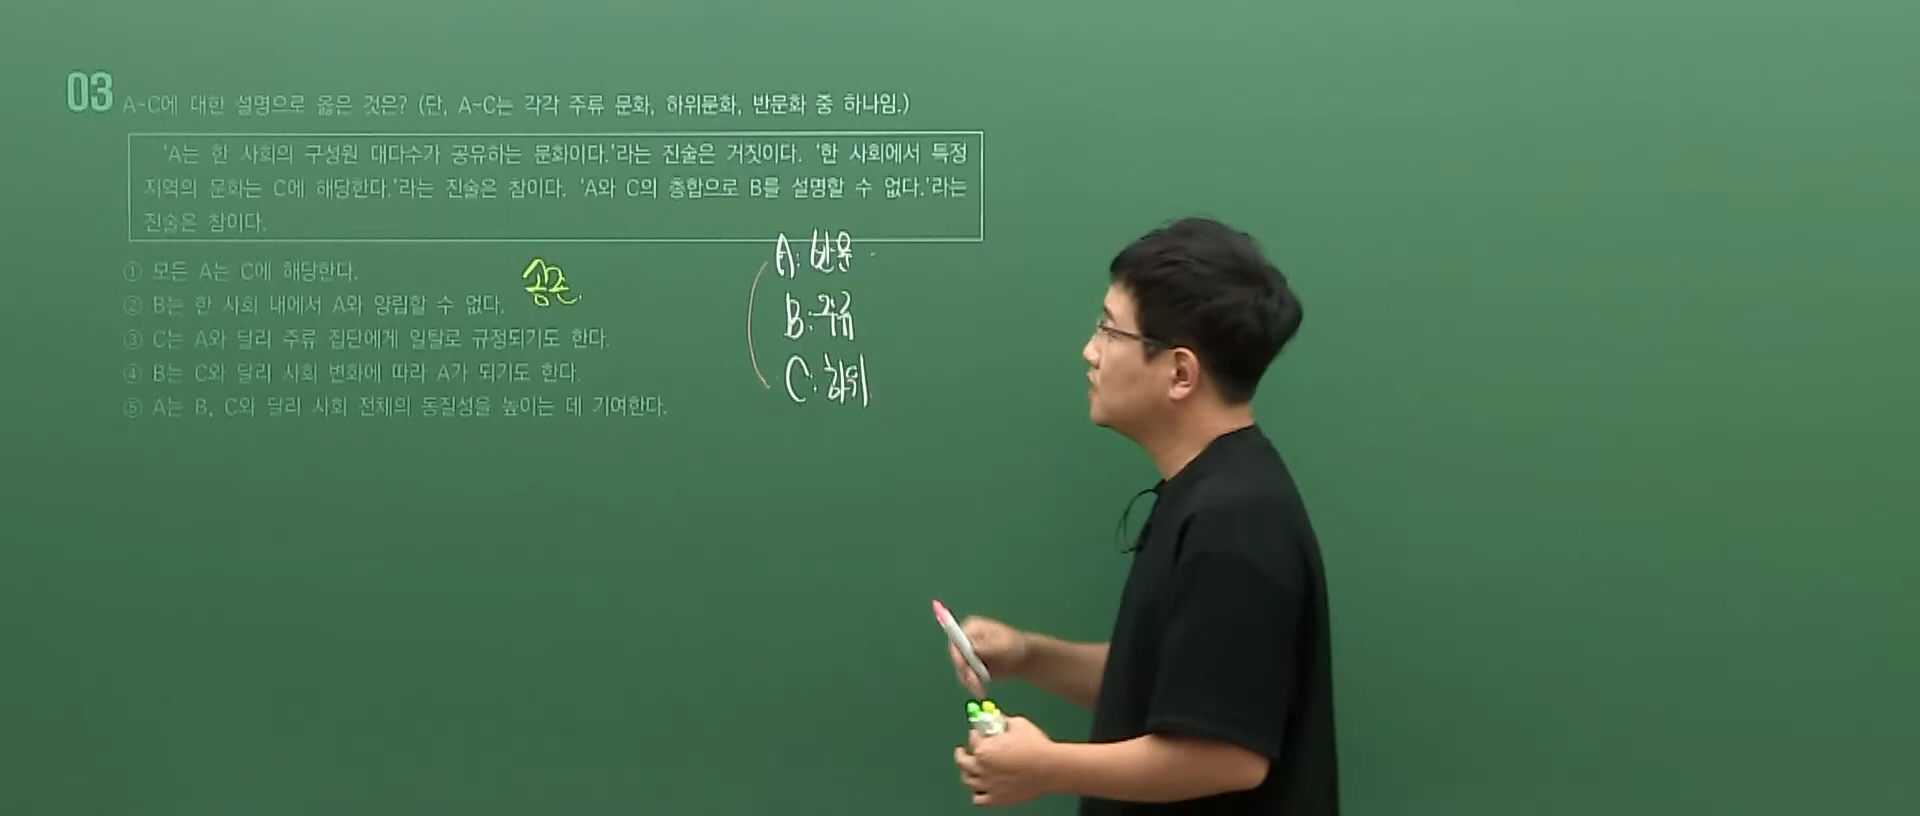 03 A~C에 대한 설명으로 옳은 것은? (단, A~C는 각각 주류 문화, 하위문화, 반문화 중 하나임.)
'A는 한 사회의 구성원 대다수가 공유하는 문화이다.'라는 진술은 거짓이다. '한 사회에서 특정
지역의 문화는 C에 해당한다.'라는 진술은 참이다. 'A와 C의 총합으로 B를 설명할 수 없다.'라는
진술은 참이다.
① 모든 A는 C에 해당한다.
② B는 한 사회 내에서 A와 양립할 수 없다.
공존
③ C는 A와 달리 주류 집단에게 일탈로 규정되기도 한다.
④ B는 C와 달리 사회 변화에 따라 A가 되기도 한다.
⑤ A는 B, C와 달리 사회 전체의 동질성을 높이는 데 기여한다.
A: 반문
B: 주류
C: 하위